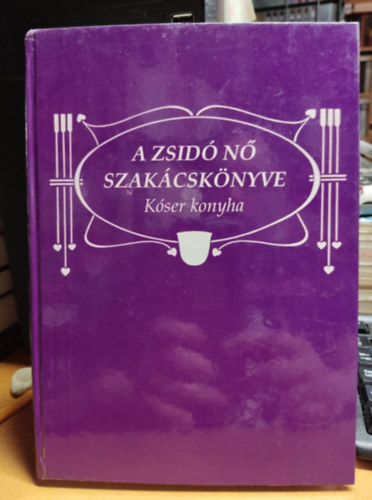 A ZSIDÓ NŐ
SZAKÁCSKÖNYVE
Kóser konyha